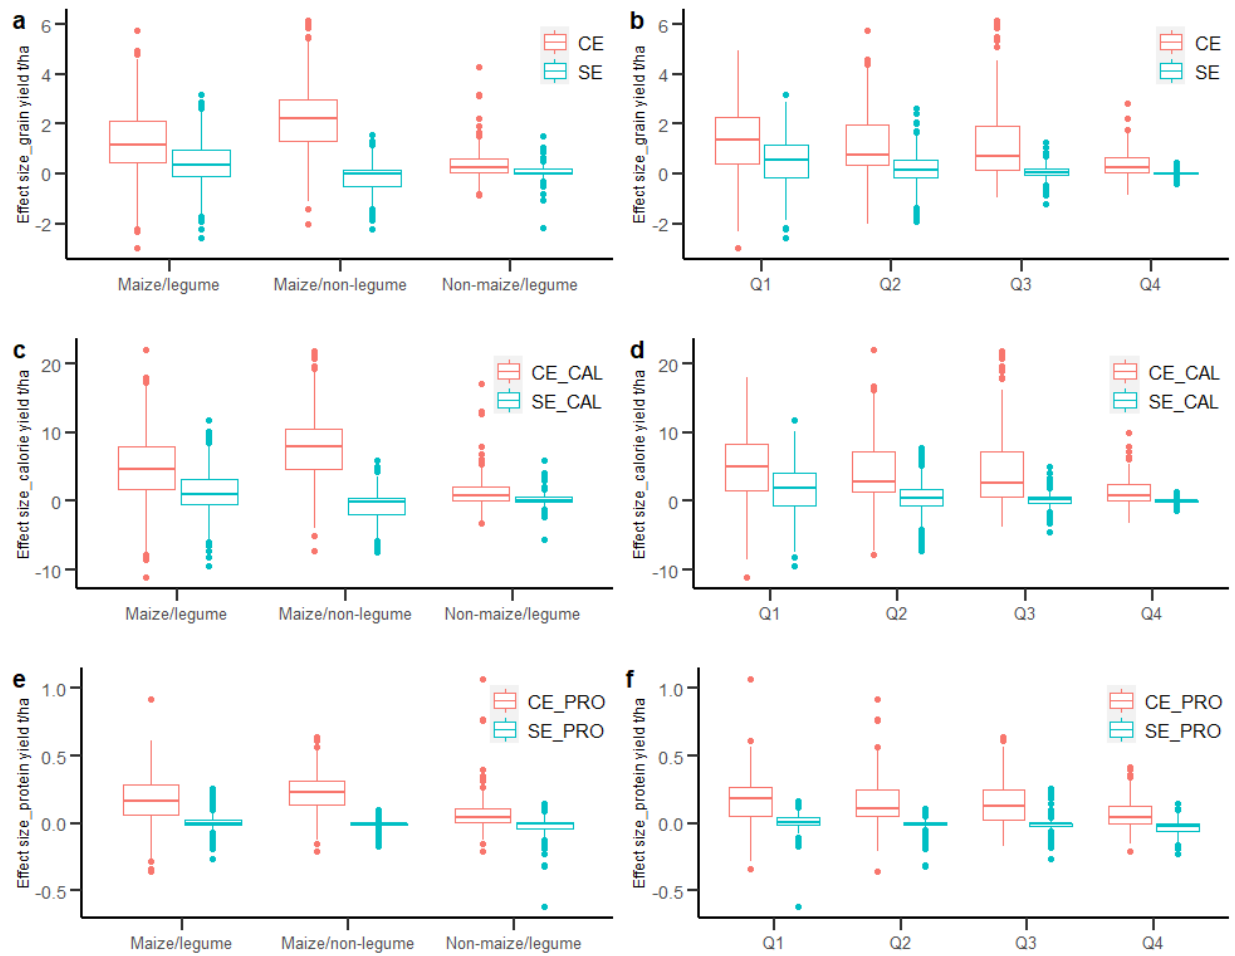 a
Effect size_grain yield t/ha
6
4
2
0
-2
CE
SE
Maize/legume Maize/non-legume Non-maize/legume
b
Effect size_grain yield t/ha
6
4
2
0
-2
CE
SE
Q1 Q2 Q3 Q4
c
Effect size_calorie yield t/ha
20
10
0
-10
CE_CAL
SE_CAL
Maize/legume Maize/non-legume Non-maize/legume
d
Effect size_calorie yield t/ha
20
10
0
-10
CE_CAL
SE_CAL
Q1 Q2 Q3 Q4
e
Effect size_protein yield t/ha
1.0
0.5
0.0
-0.5
CE_PRO
SE_PRO
Maize/legume Maize/non-legume Non-maize/legume
f
Effect size_protein yield t/ha
1.0
0.5
0.0
-0.5
CE_PRO
SE_PRO
Q1 Q2 Q3 Q4